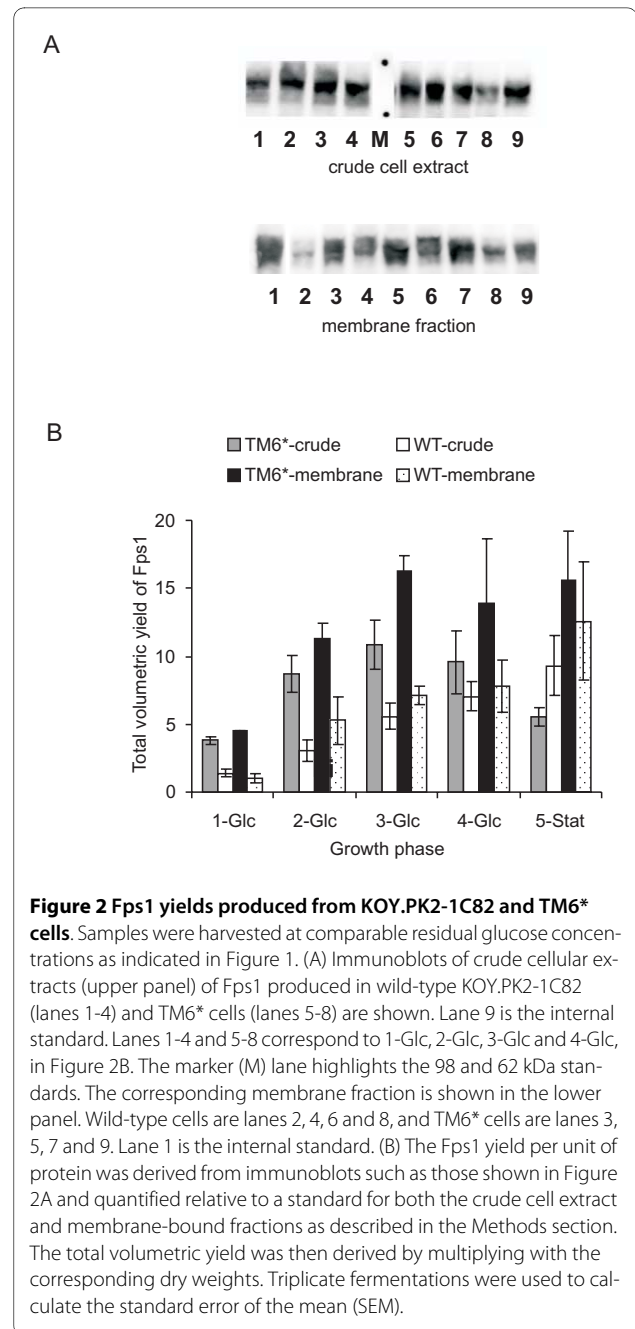 A
1 2 3 4 M 5 6 7 8 9
crude cell extract
1 2 3 4 5 6 7 8 9
membrane fraction
B
TM6*-crude WT-crude
TM6*-membrane WT-membrane
20
15
10
5
0
Total volumetric yield of Fps1
1-Glc 2-Glc 3-Glc 4-Glc 5-Stat
Growth phase
Figure 2 Fps1 yields produced from KOY.PK2-1C82 and TM6*
cells. Samples were harvested at comparable residual glucose concen-
trations as indicated in Figure 1. (A) Immunoblots of crude cellular ex-
tracts (upper panel) of Fps1 produced in wild-type KOY.PK2-1C82
(lanes 1-4) and TM6* cells (lanes 5-8) are shown. Lane 9 is the internal
standard. Lanes 1-4 and 5-8 correspond to 1-Glc, 2-Glc, 3-Glc and 4-Glc,
in Figure 2B. The marker (M) lane highlights the 98 and 62 kDa stan-
dards. The corresponding membrane fraction is shown in the lower
panel. Wild-type cells are lanes 2, 4, 6 and 8, and TM6* cells are lanes 3,
5, 7 and 9. Lane 1 is the internal standard. (B) The Fps1 yield per unit of
protein was derived from immunoblots such as those shown in Figure
2A and quantified relative to a standard for both the crude cell extract
and membrane-bound fractions as described in the Methods section.
The total volumetric yield was then derived by multiplying with the
corresponding dry weights. Triplicate fermentations were used to cal-
culate the standard error of the mean (SEM).